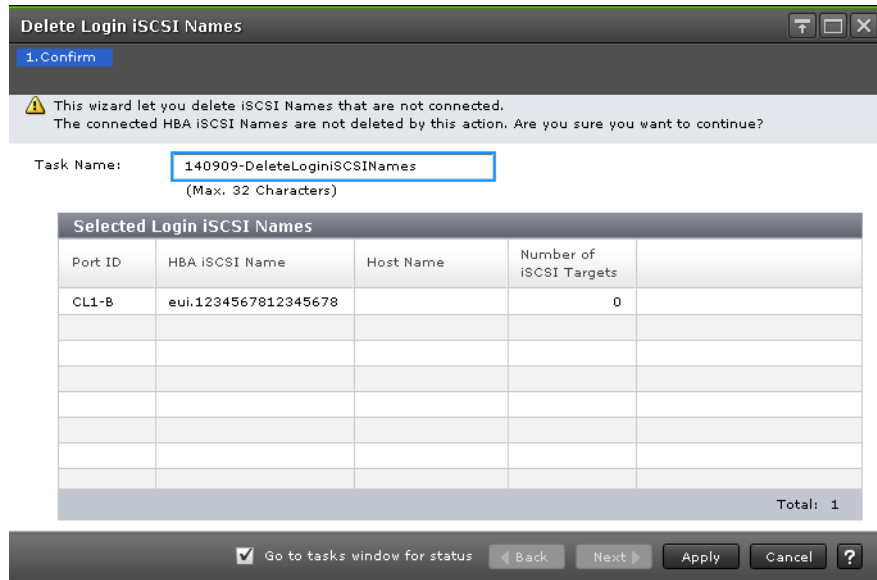 Delete Login iSCSI Names
1.Confirm
This wizard let you delete iSCSI Names that are not connected.
The connected HBA iSCSI Names are not deleted by this action. Are you sure you want to continue?
Task Name: 140909-DeleteLoginiSCSINames
(Max. 32 Characters)
Selected Login iSCSI Names
Port ID HBA iSCSI Name Host Name Number of iSCSI Targets
CL1-B eui.1234567812345678 0
Total: 1
Go to tasks window for status Back Next Apply Cancel ?